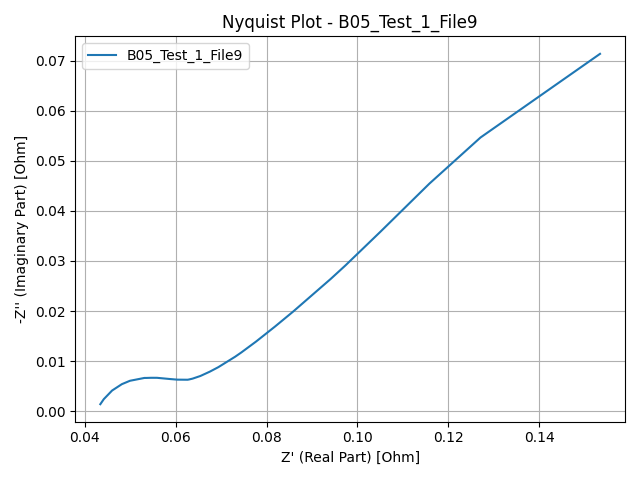 Nyquist Plot - B05_Test_1_File9
B05_Test_1_File9
-Z'' (Imaginary Part) [Ohm]
0.07
0.06
0.05
0.04
0.03
0.02
0.01
0.00
0.04 0.06 0.08 0.10 0.12 0.14
Z' (Real Part) [Ohm]